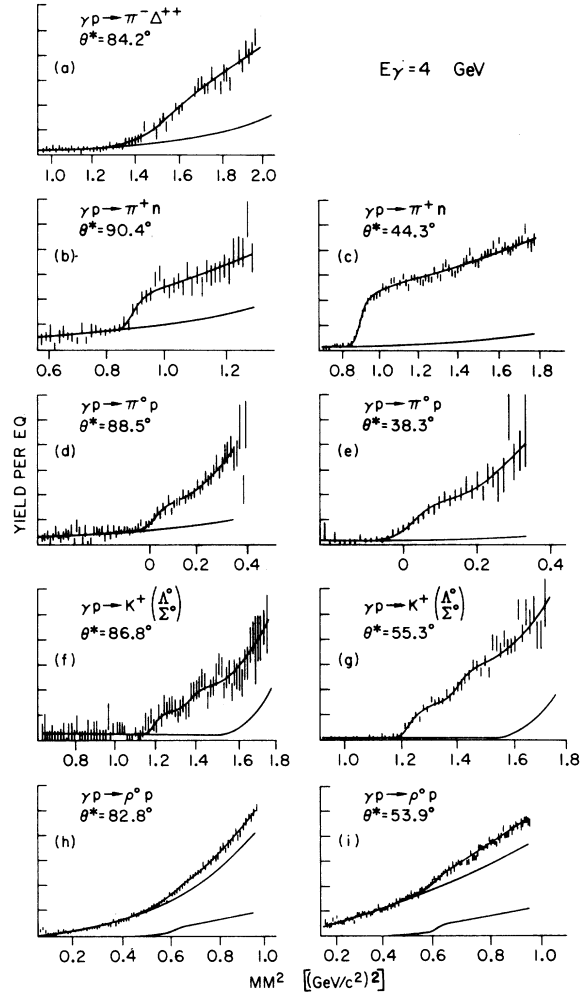 γp→π⁻Δ⁺⁺
θ*=84.2°
(a)
Eγ=4 GeV
1.0 1.2 1.4 1.6 1.8 2.0
γp→π⁺n
θ*=90.4°
(b)
0.6 0.8 1.0 1.2
γp→π⁺n
θ*=44.3°
(c)
0.8 1.0 1.2 1.4 1.6 1.8
γp→π°p
θ*=88.5°
(d)
0 0.2 0.4
γp→π°p
θ*=38.3°
(e)
0 0.2 0.4
YIELD PER EQ
γp→K⁺(Λ°/Σ°)
θ*=86.8°
(f)
0.8 1.0 1.2 1.4 1.6 1.8
γp→K⁺(Λ°/Σ°)
θ*=55.3°
(g)
1.0 1.2 1.4 1.6 1.8
γp→ρ°p
θ*=82.8°
(h)
0.2 0.4 0.6 0.8 1.0
γp→ρ°p
θ*=53.9°
(i)
0.2 0.4 0.6 0.8 1.0
MM² [(GeV/c²)²]